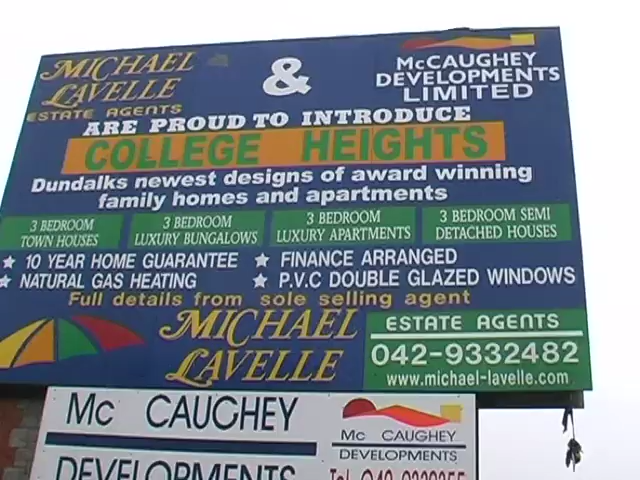 MICHAEL LAVELLE
ESTATE AGENTS
&
McCAUGHEY
DEVELOPMENTS
LIMITED
ARE PROUD TO INTRODUCE
COLLEGE HEIGHTS
Dundalks newest designs of award winning
family homes and apartments
3 BEDROOM
TOWN HOUSES
3 BEDROOM
LUXURY BUNGALOWS
3 BEDROOM
LUXURY APARTMENTS
3 BEDROOM SEMI
DETACHED HOUSES
10 YEAR HOME GUARANTEE
FINANCE ARRANGED
NATURAL GAS HEATING
P.V.C DOUBLE GLAZED WINDOWS
Full details from sole selling agent
MICHAEL
LAVELLE
ESTATE AGENTS
042-9332482
www.michael-lavelle.com
Mc CAUGHEY
DEVELOPMENTS
Mc CAUGHEY
DEVELOPMENTS
Tel